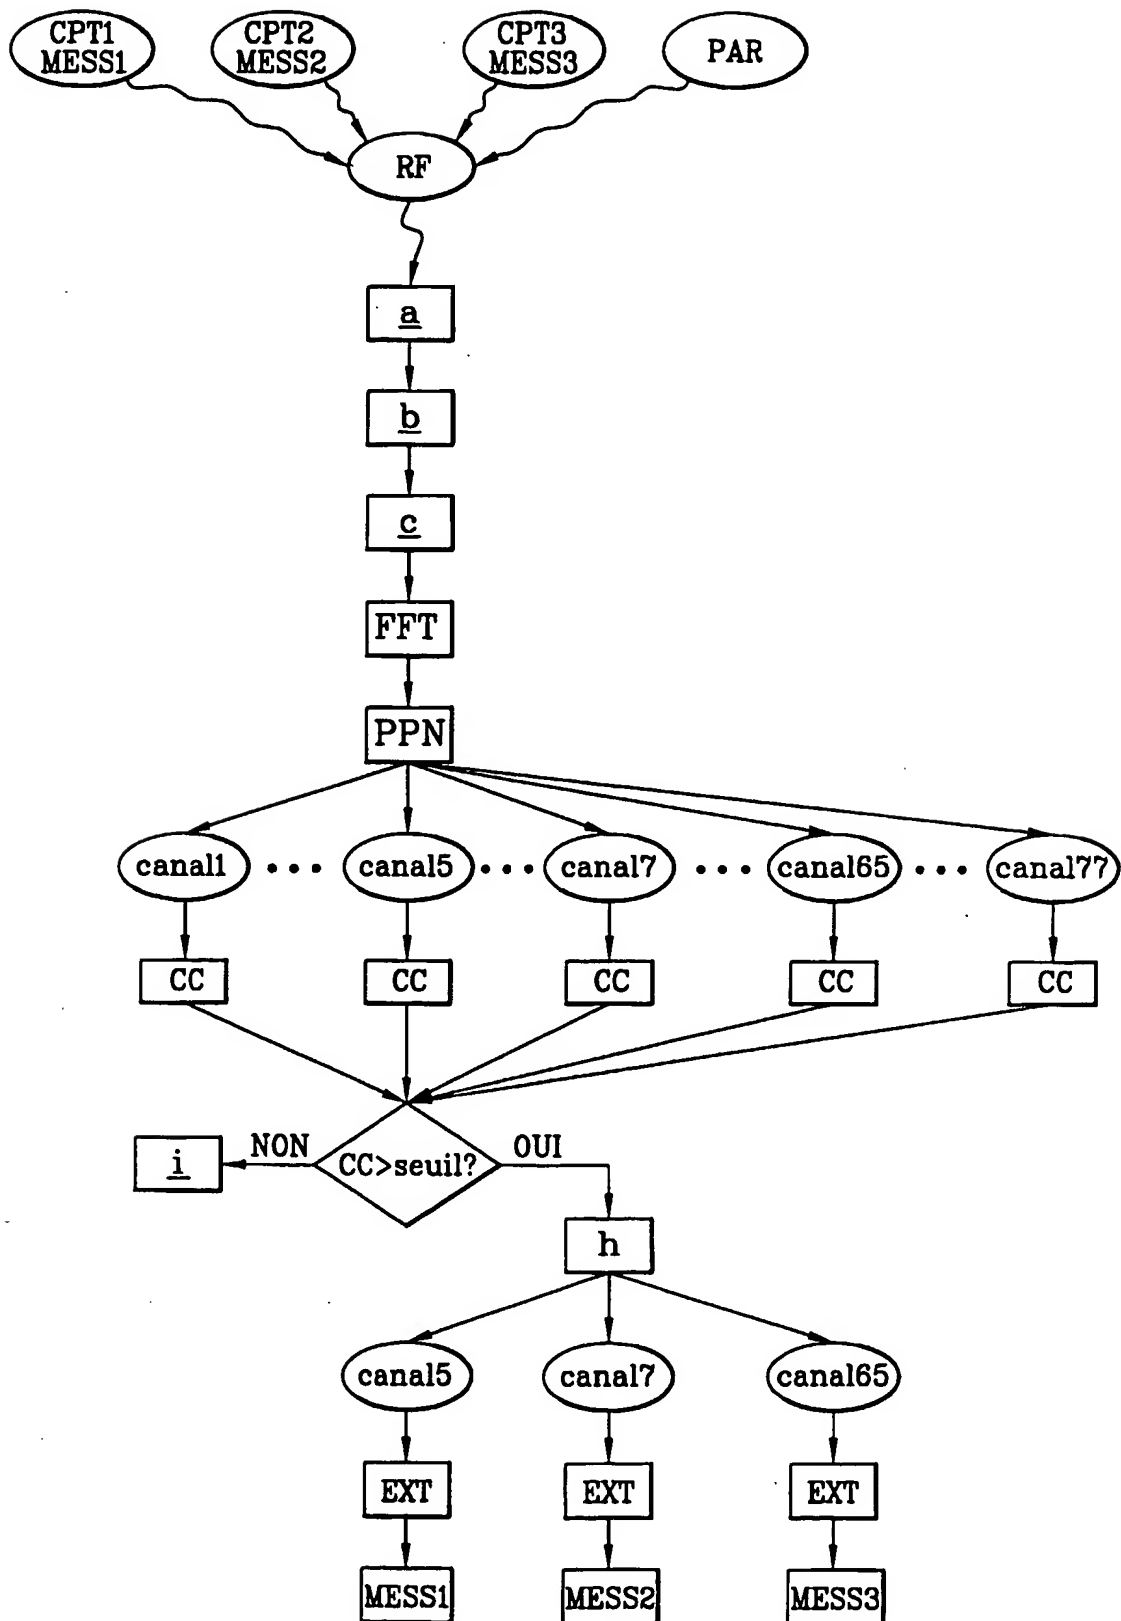 CPT1
MESS1
CPT2
MESS2
CPT3
MESS3
PAR
RF
a
b
c
FFT
PPN
canal1 ••• canal5 ••• canal7 ••• canal65 ••• canal77
CC CC CC CC CC
i NON CC>seuil? OUI
h
canal5 canal7 canal65
EXT EXT EXT
MESS1 MESS2 MESS3